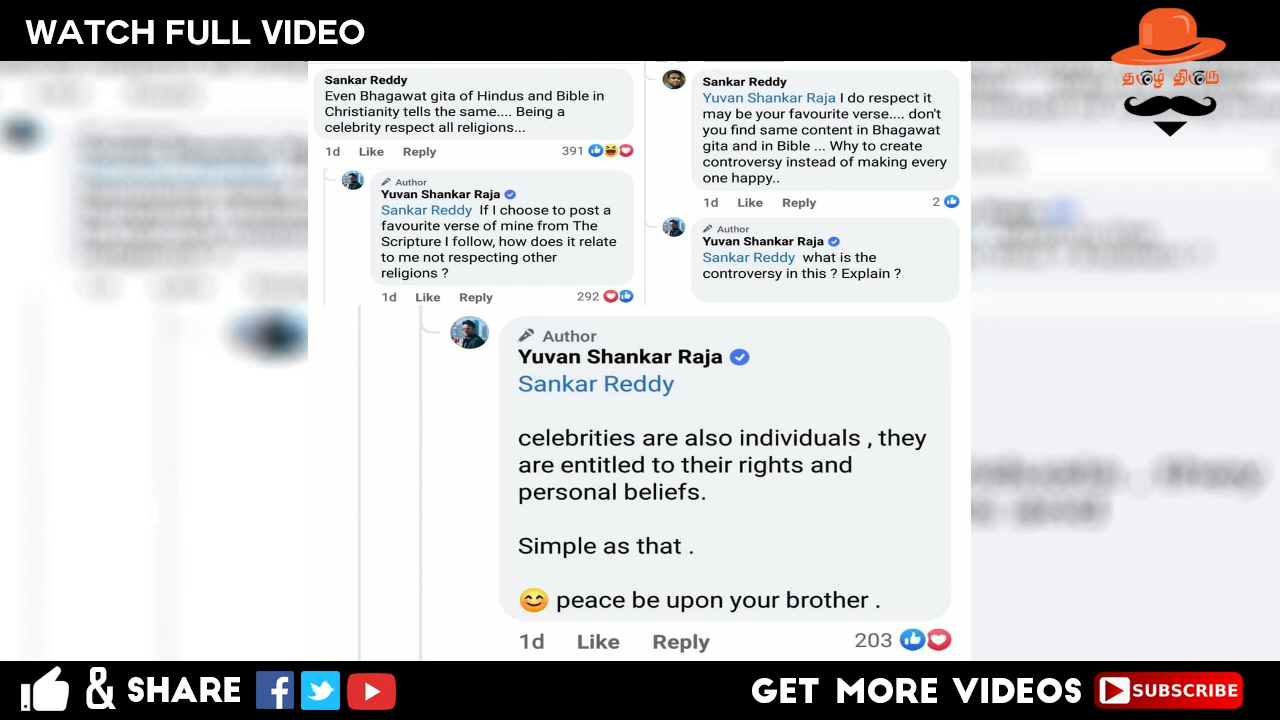 WATCH FULL VIDEO
தமிழ் திமிரு
Sankar Reddy
Even Bhagawat gita of Hindus and Bible in
Christianity tells the same.... Being a
celebrity respect all religions...
1d Like Reply 391
Author
Yuvan Shankar Raja
Sankar Reddy If I choose to post a
favourite verse of mine from The
Scripture I follow, how does it relate
to me not respecting other
religions ?
1d Like Reply 292
Sankar Reddy
Yuvan Shankar Raja I do respect it
may be your favourite verse.... don't
you find same content in Bhagawat
gita and in Bible ... Why to create
controversy instead of making every
one happy..
1d Like Reply 2
Author
Yuvan Shankar Raja
Sankar Reddy what is the
controversy in this ? Explain ?
Author
Yuvan Shankar Raja
Sankar Reddy
celebrities are also individuals , they
are entitled to their rights and
personal beliefs.
Simple as that .
😊 peace be upon your brother .
1d Like Reply 203
& SHARE
GET MORE VIDEOS
SUBSCRIBE